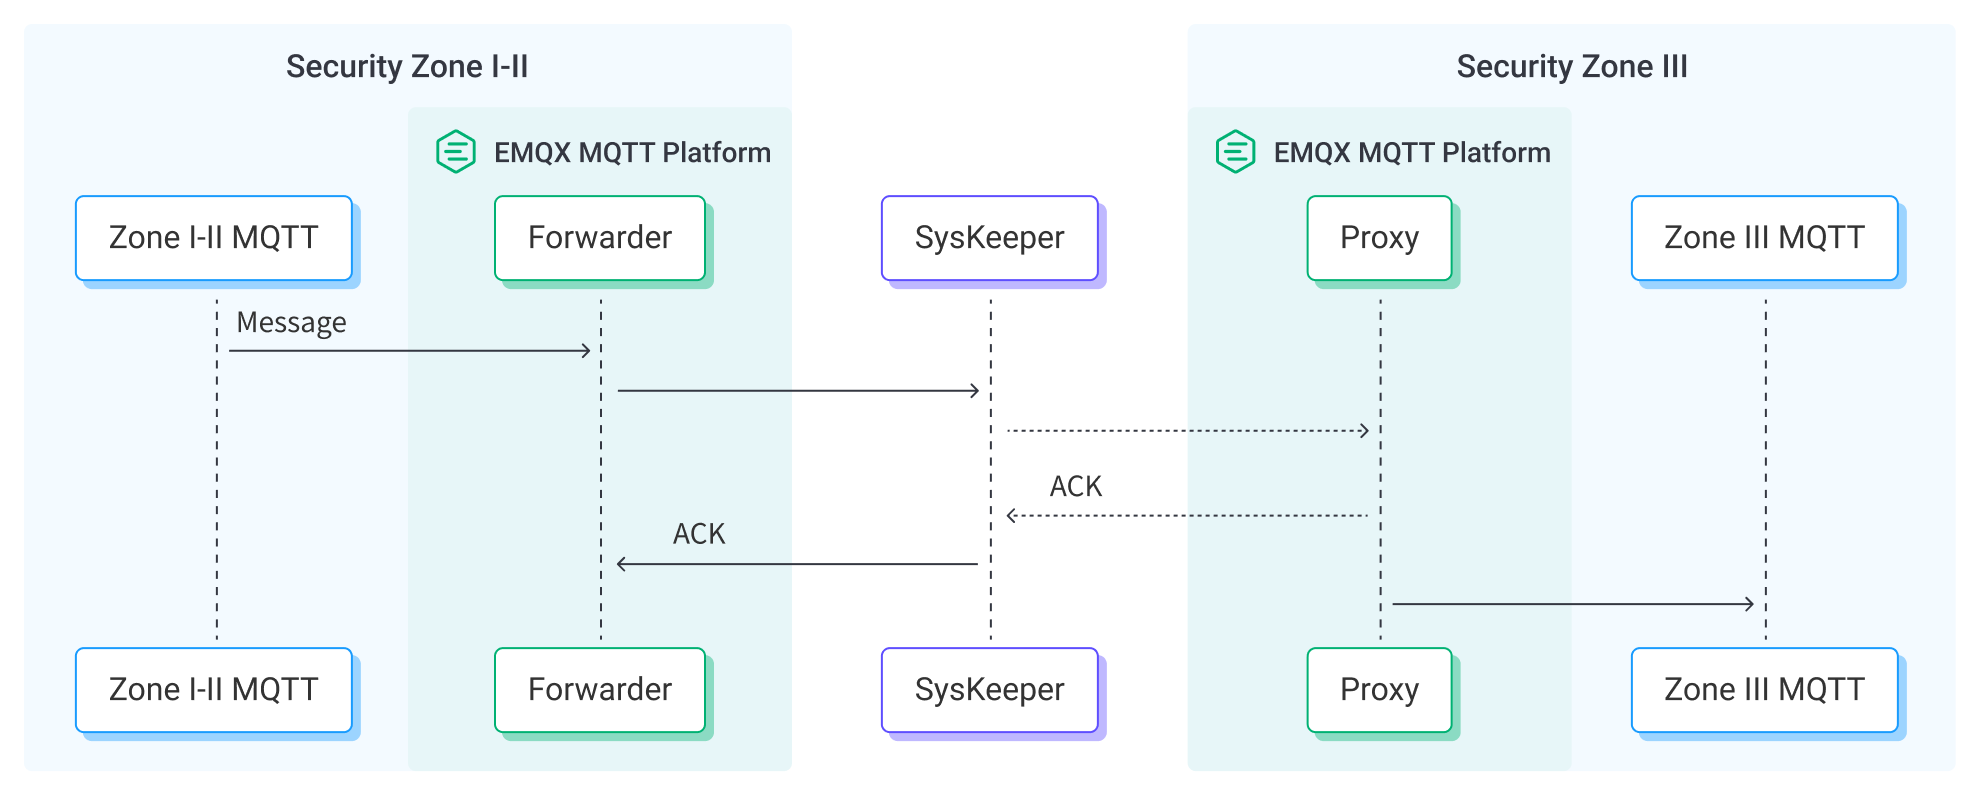 Security Zone I-II
Security Zone III
EMQX MQTT Platform
EMQX MQTT Platform
Zone I-II MQTT
Forwarder
SysKeeper
Proxy
Zone III MQTT
Message
ACK
ACK
Zone I-II MQTT
Forwarder
SysKeeper
Proxy
Zone III MQTT